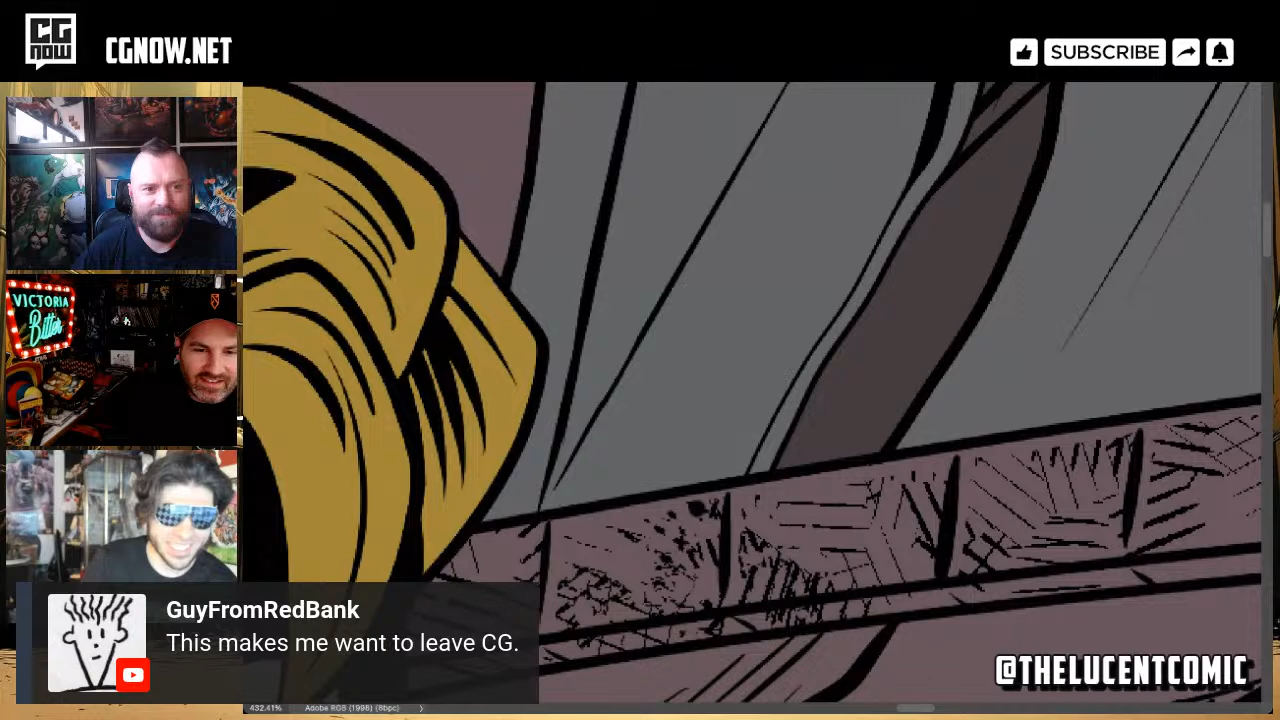 CG
NOW
CGNOW.NET
SUBSCRIBE
VICTORIA
Bitter
GuyFromRedBank
This makes me want to leave CG.
@THELUCENTCOMIC
432.41%
Adobe RGB (1998) (8bpc)